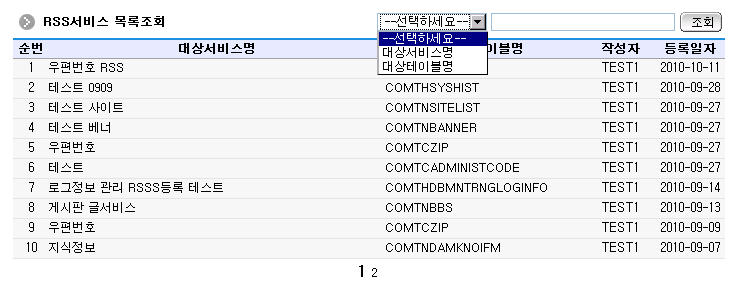 RSS서비스 목록조회 --선택하세요-- 조회
--선택하세요--
대상서비스명
대상테이블명
순번 대상서비스명 이블명 작성자 등록일자
1 우편번호 RSS TEST1 2010-10-11
2 테스트 0909 COMTHSYSHIST TEST1 2010-09-28
3 테스트 사이트 COMTNSITELIST TEST1 2010-09-27
4 테스트 베너 COMTNBANNER TEST1 2010-09-27
5 우편번호 COMTCZIP TEST1 2010-09-27
6 테스트 COMTCADMINISTCODE TEST1 2010-09-27
7 로그정보 관리 RSSS등록 테스트 COMTHDBMNTRNGLOGINFO TEST1 2010-09-14
8 게시판 글서비스 COMTNBBS TEST1 2010-09-13
9 우편번호 COMTCZIP TEST1 2010-09-09
10 지식정보 COMTNDAMKNOIFM TEST1 2010-09-07
1 2